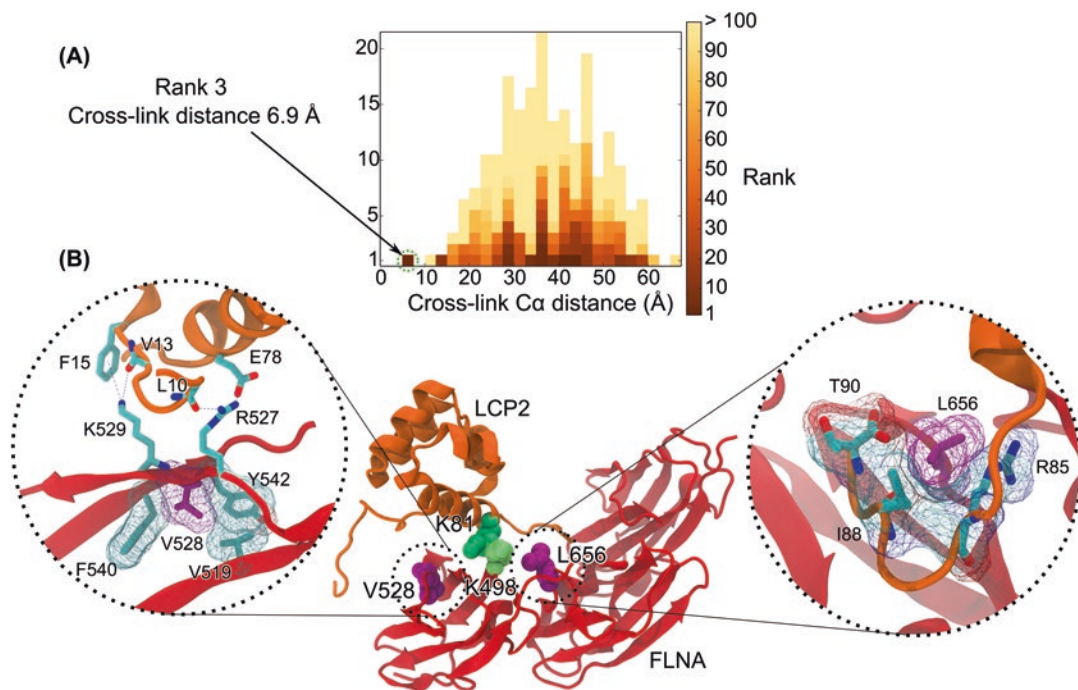 (A)
Rank 3
Cross-link distance 6.9 Å
20
15
10
5
1
0 10 20 30 40 50 60
Cross-link Cα distance (Å)
> 100
90
80
70
60
50
40
30
20
10
1
Rank
(B)
F15
V13
E78
L10
K529
R527
Y542
V528
F540
V519
LCP2
K81
V528
K498
L656
FLNA
T90
L656
R85
I88